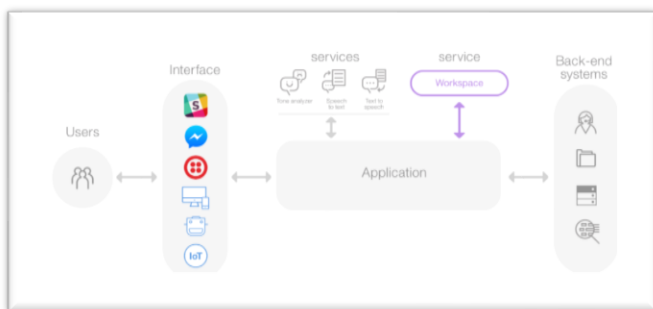 services
service
Back-end
systems
Interface
Workspace
Tone analyzer
Speech
to text
Text to
speech
Users
Application
S
IoT